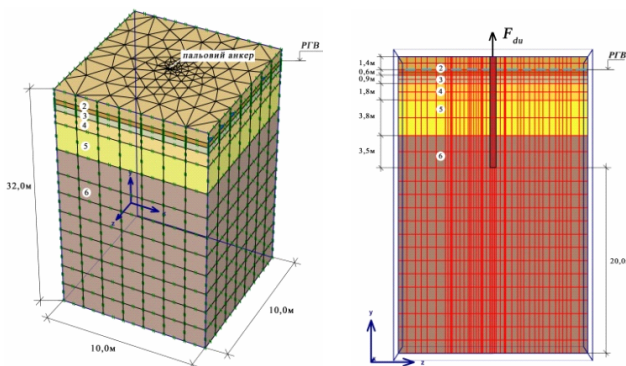 пальовий анкер
РГВ
2
3
4
5
6
32,0м
y
z
10,0м
10,0м
F du
РГВ
1,4м
0,6м
0,9м
1,8м
3,8м
3,5м
2
3
4
5
6
20,0
y
z